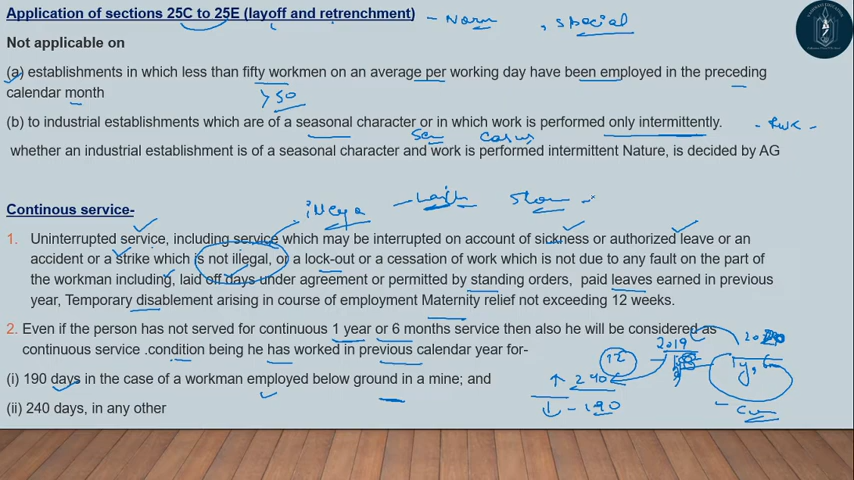 Application of sections 25C to 25E (layoff and retrenchment) - Norm , special
Not applicable on
(a) establishments in which less than fifty workmen on an average per working day have been employed in the preceding
calendar month
>50
(b) to industrial establishments which are of a seasonal character or in which work is performed only intermittently.
whether an industrial establishment is of a seasonal character and work is performed intermittent Nature, is decided by AG
Continous service-
1. Uninterrupted service, including service which may be interrupted on account of sickness or authorized leave or an
accident or a strike which is not illegal, or a lock-out or a cessation of work which is not due to any fault on the part of
the workman including, laid off days under agreement or permitted by standing orders, paid leaves earned in previous
year, Temporary disablement arising in course of employment Maternity relief not exceeding 12 weeks.
2. Even if the person has not served for continuous 1 year or 6 months service then also he will be considered as
continuous service .condition being he has worked in previous calendar year for-
2019
12
(i) 190 days in the case of a workman employed below ground in a mine; and
↑ 240
(ii) 240 days, in any other
↓ - 190